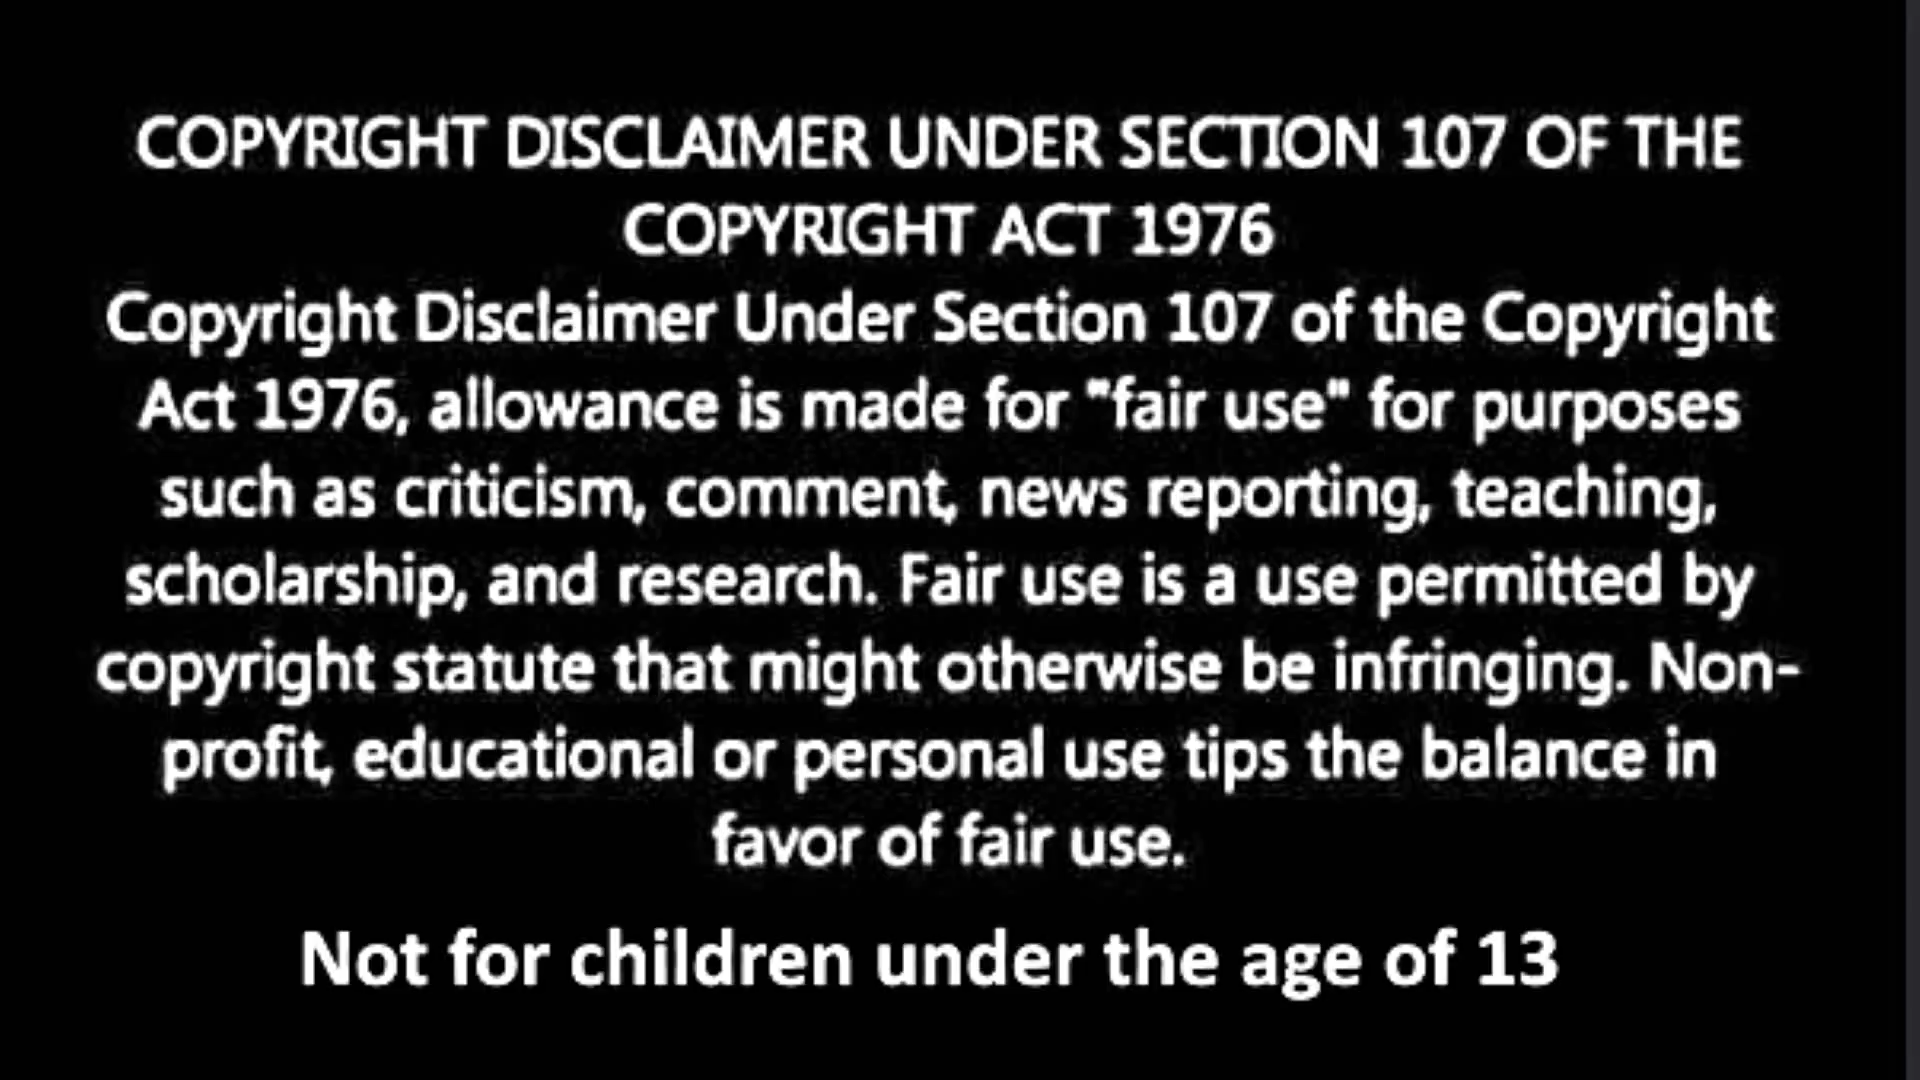 COPYRIGHT DISCLAIMER UNDER SECTION 107 OF THE
COPYRIGHT ACT 1976
Copyright Disclaimer Under Section 107 of the Copyright
Act 1976, allowance is made for "fair use" for purposes
such as criticism, comment, news reporting, teaching,
scholarship, and research. Fair use is a use permitted by
copyright statute that might otherwise be infringing. Non-
profit, educational or personal use tips the balance in
favor of fair use.
Not for children under the age of 13